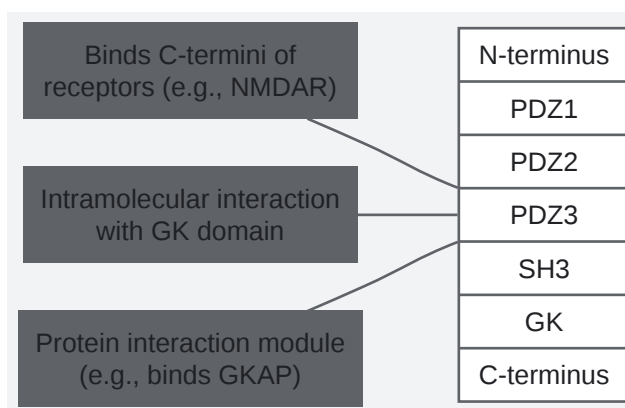 Binds C-termini of
receptors (e.g., NMDAR)
Intramolecular interaction
with GK domain
Protein interaction module
(e.g., binds GKAP)
N-terminus
PDZ1
PDZ2
PDZ3
SH3
GK
C-terminus